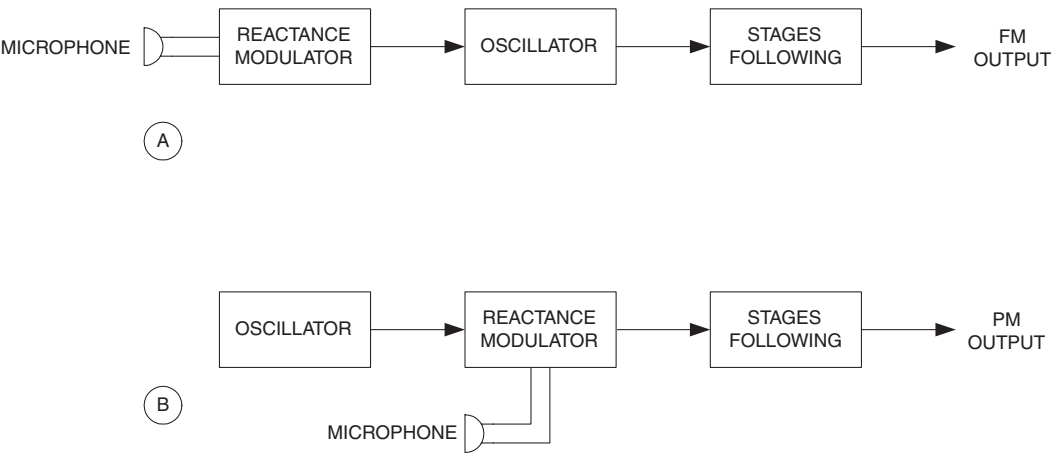 MICROPHONE
REACTANCE
MODULATOR
OSCILLATOR
STAGES
FOLLOWING
FM
OUTPUT
A
OSCILLATOR
REACTANCE
MODULATOR
STAGES
FOLLOWING
PM
OUTPUT
B
MICROPHONE